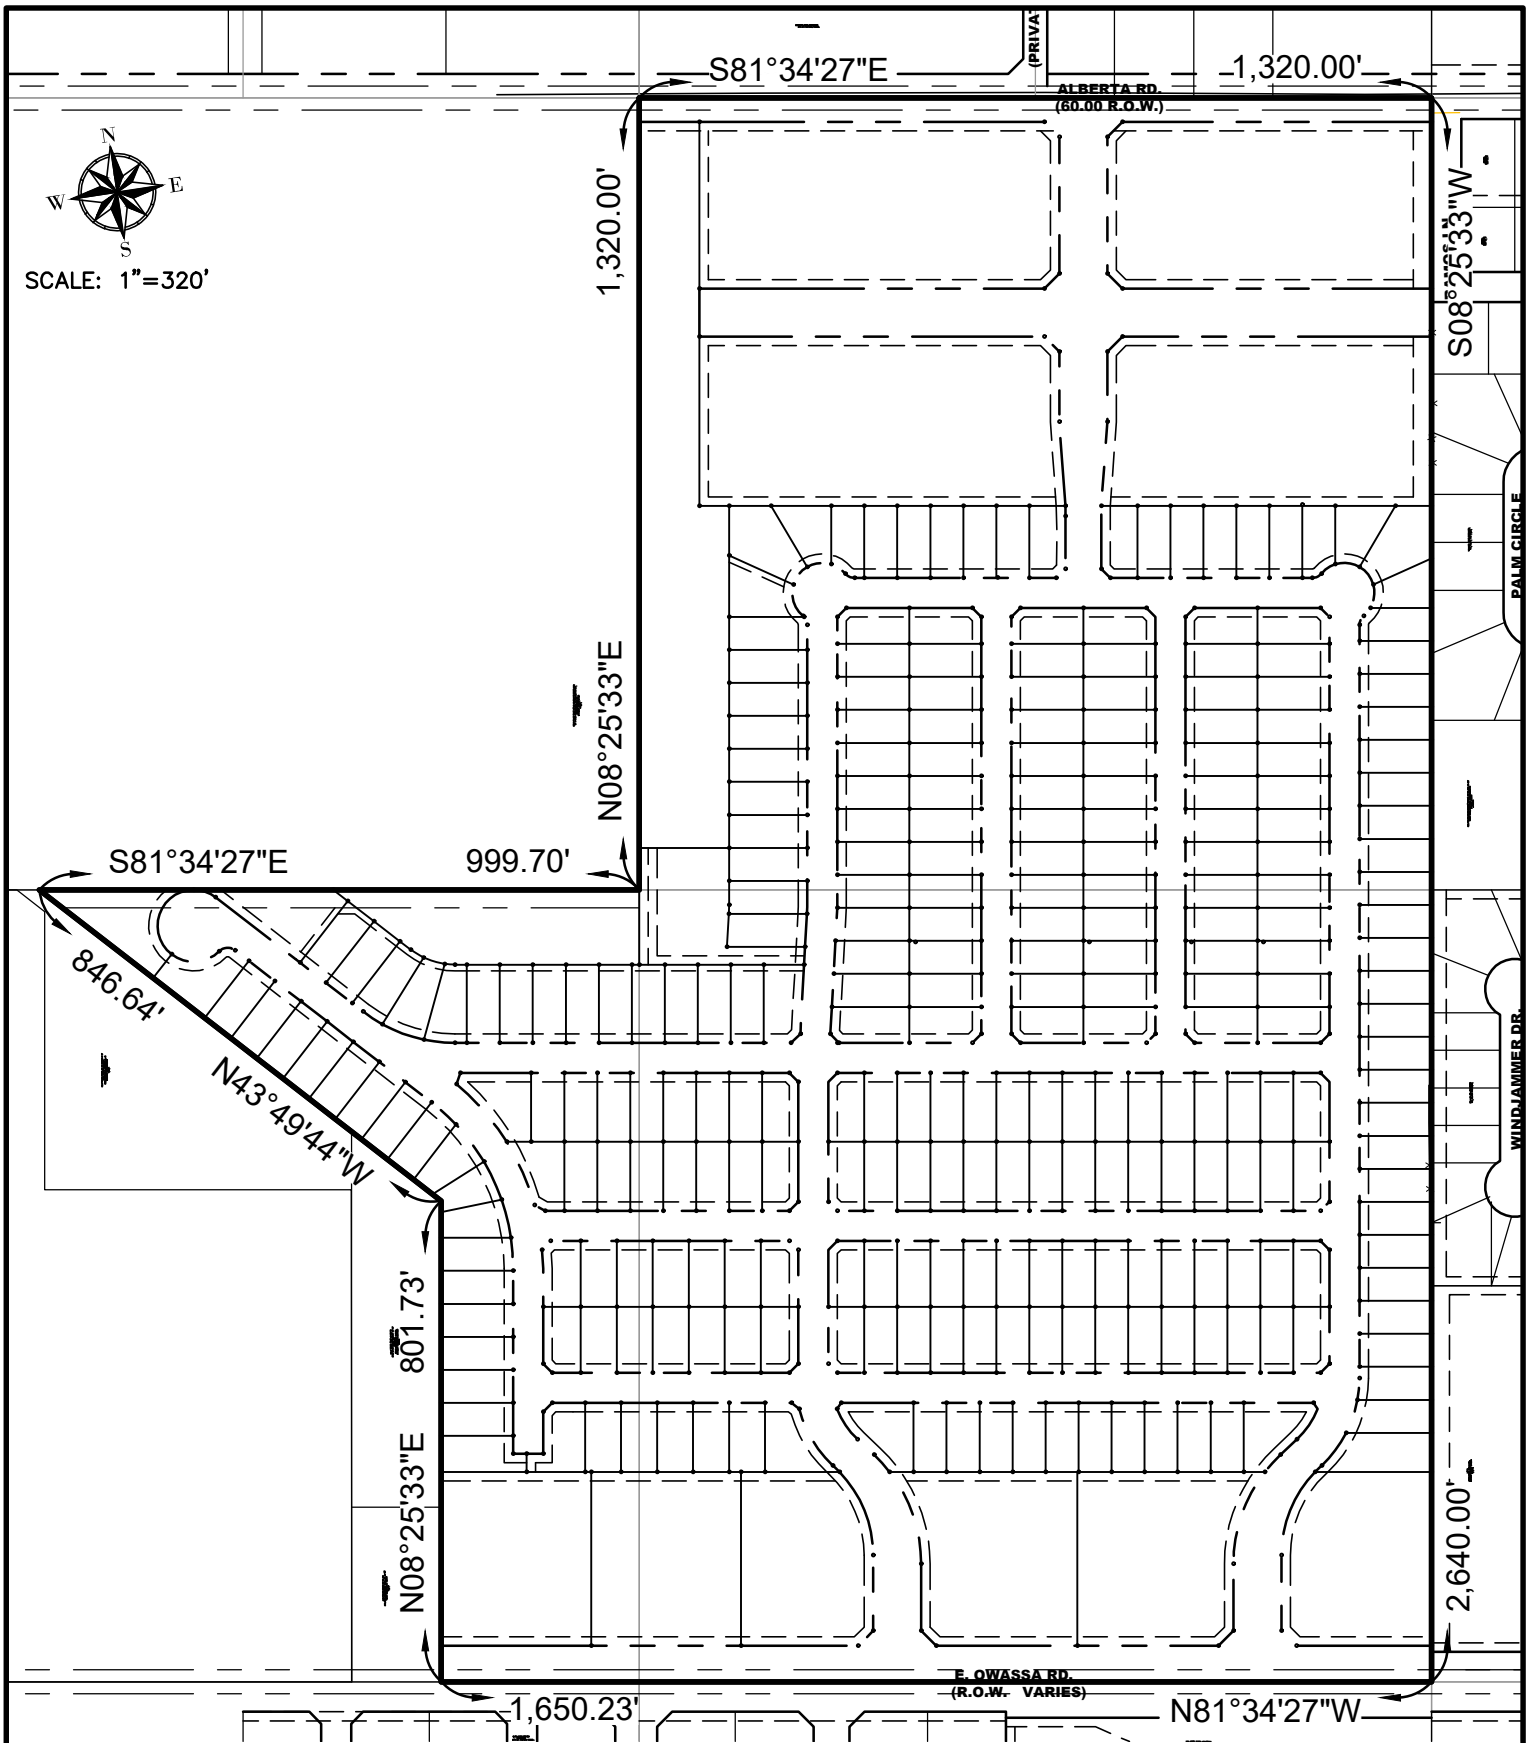 (PRIVA
S81°34'27"E
1,320.00'
ALBERTA RD.
(60.00 R.O.W.)
N
W
E
S
SCALE: 1"=320'
1,320.00'
N08°25'33"E
S08°25'33"W
PALM CIRCLE
S81°34'27"E
999.70'
846.64'
N43°49'44"W
WINDJAMMER DR.
801.73'
N08°25'33"E
2,640.00'
E. OWASSA RD.
(R.O.W. VARIES)
1,650.23'
N81°34'27"W